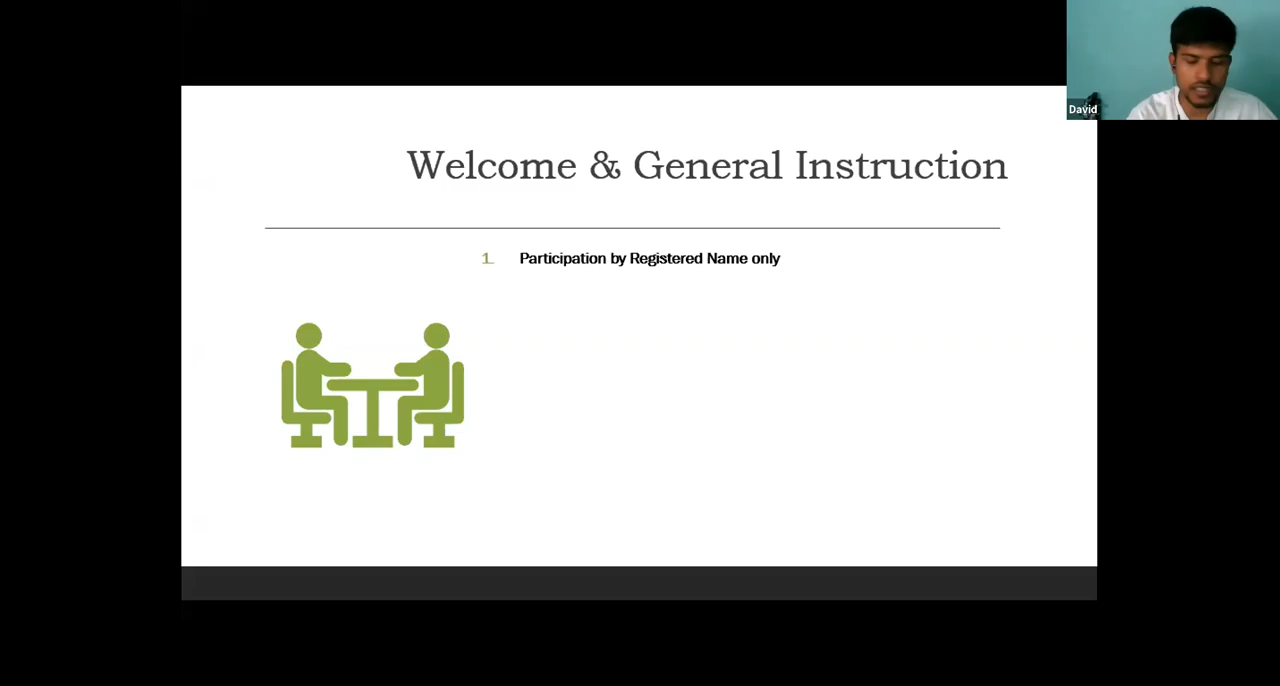 David
Welcome & General Instruction
1. Participation by Registered Name only